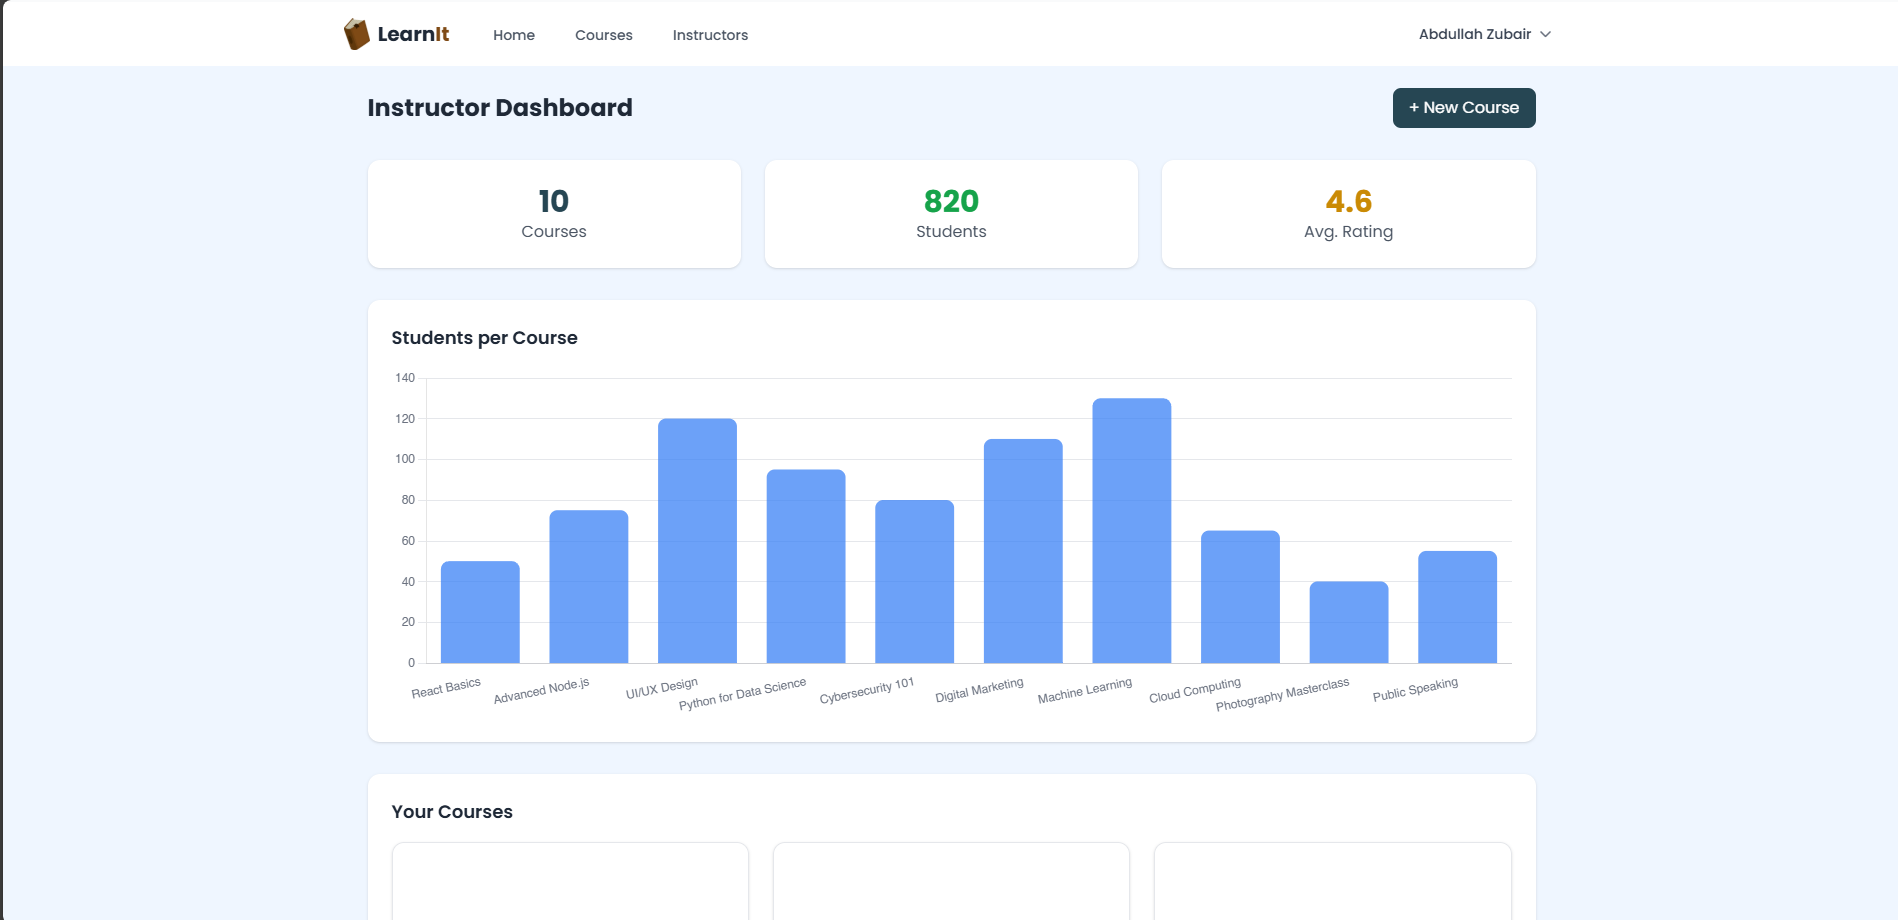 LearnIt
Home Courses Instructors
Abdullah Zubair
Instructor Dashboard
+ New Course
10
Courses
820
Students
4.6
Avg. Rating
Students per Course
140
120
100
80
60
40
20
0
React Basics
Advanced Node.js
UI/UX Design
Python for Data Science
Cybersecurity 101
Digital Marketing
Machine Learning
Cloud Computing
Photography Masterclass
Public Speaking
Your Courses